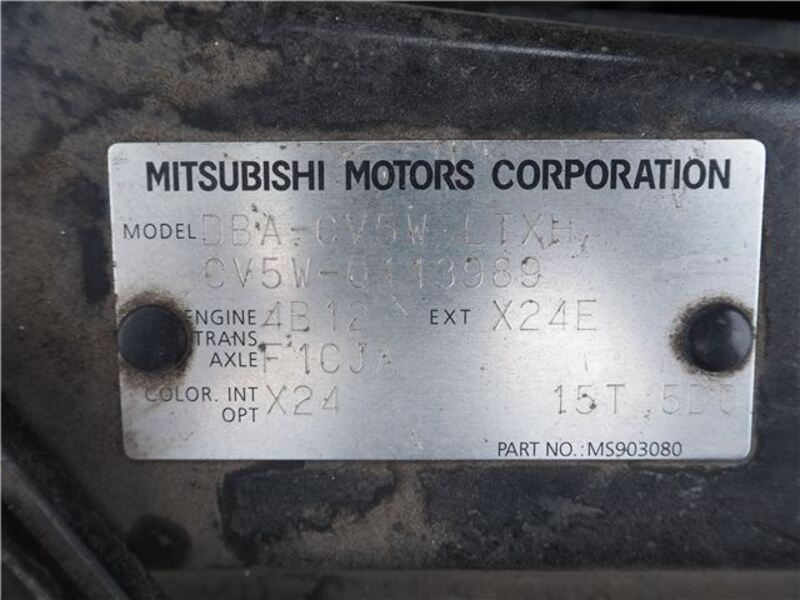 MITSUBISHI MOTORS CORPORATION
MODEL DBA-CV5W LTXH
CV5W-0113989
ENGINE 4B12 EXT X24E
TRANS
AXLE F1CJA
COLOR. INT X24 15T
OPT
PART NO.:MS903080